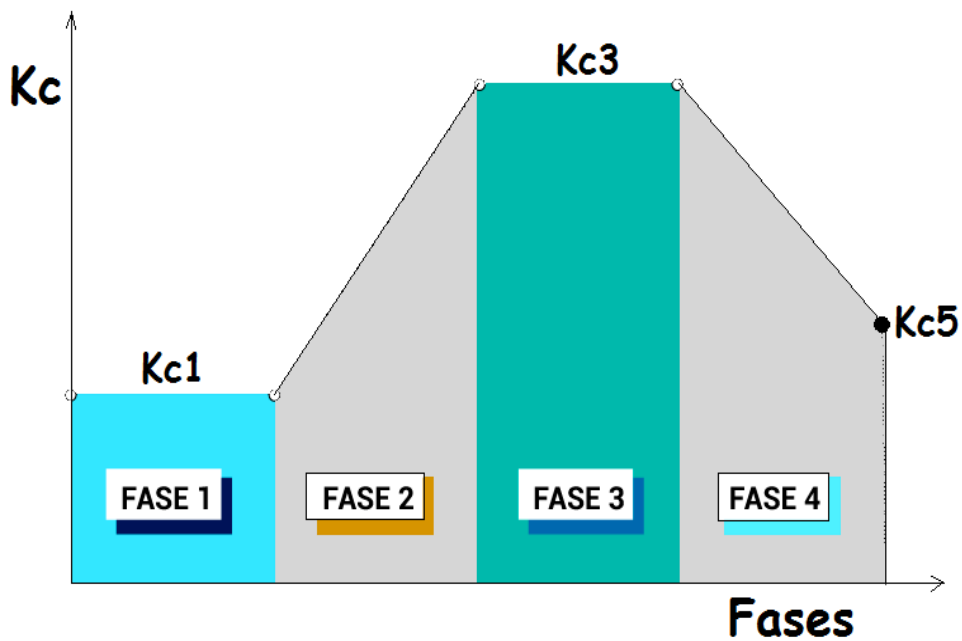 Kc3
Kc
Kc5
Kc1
FASE 1
FASE 2
FASE 3
FASE 4
Fases